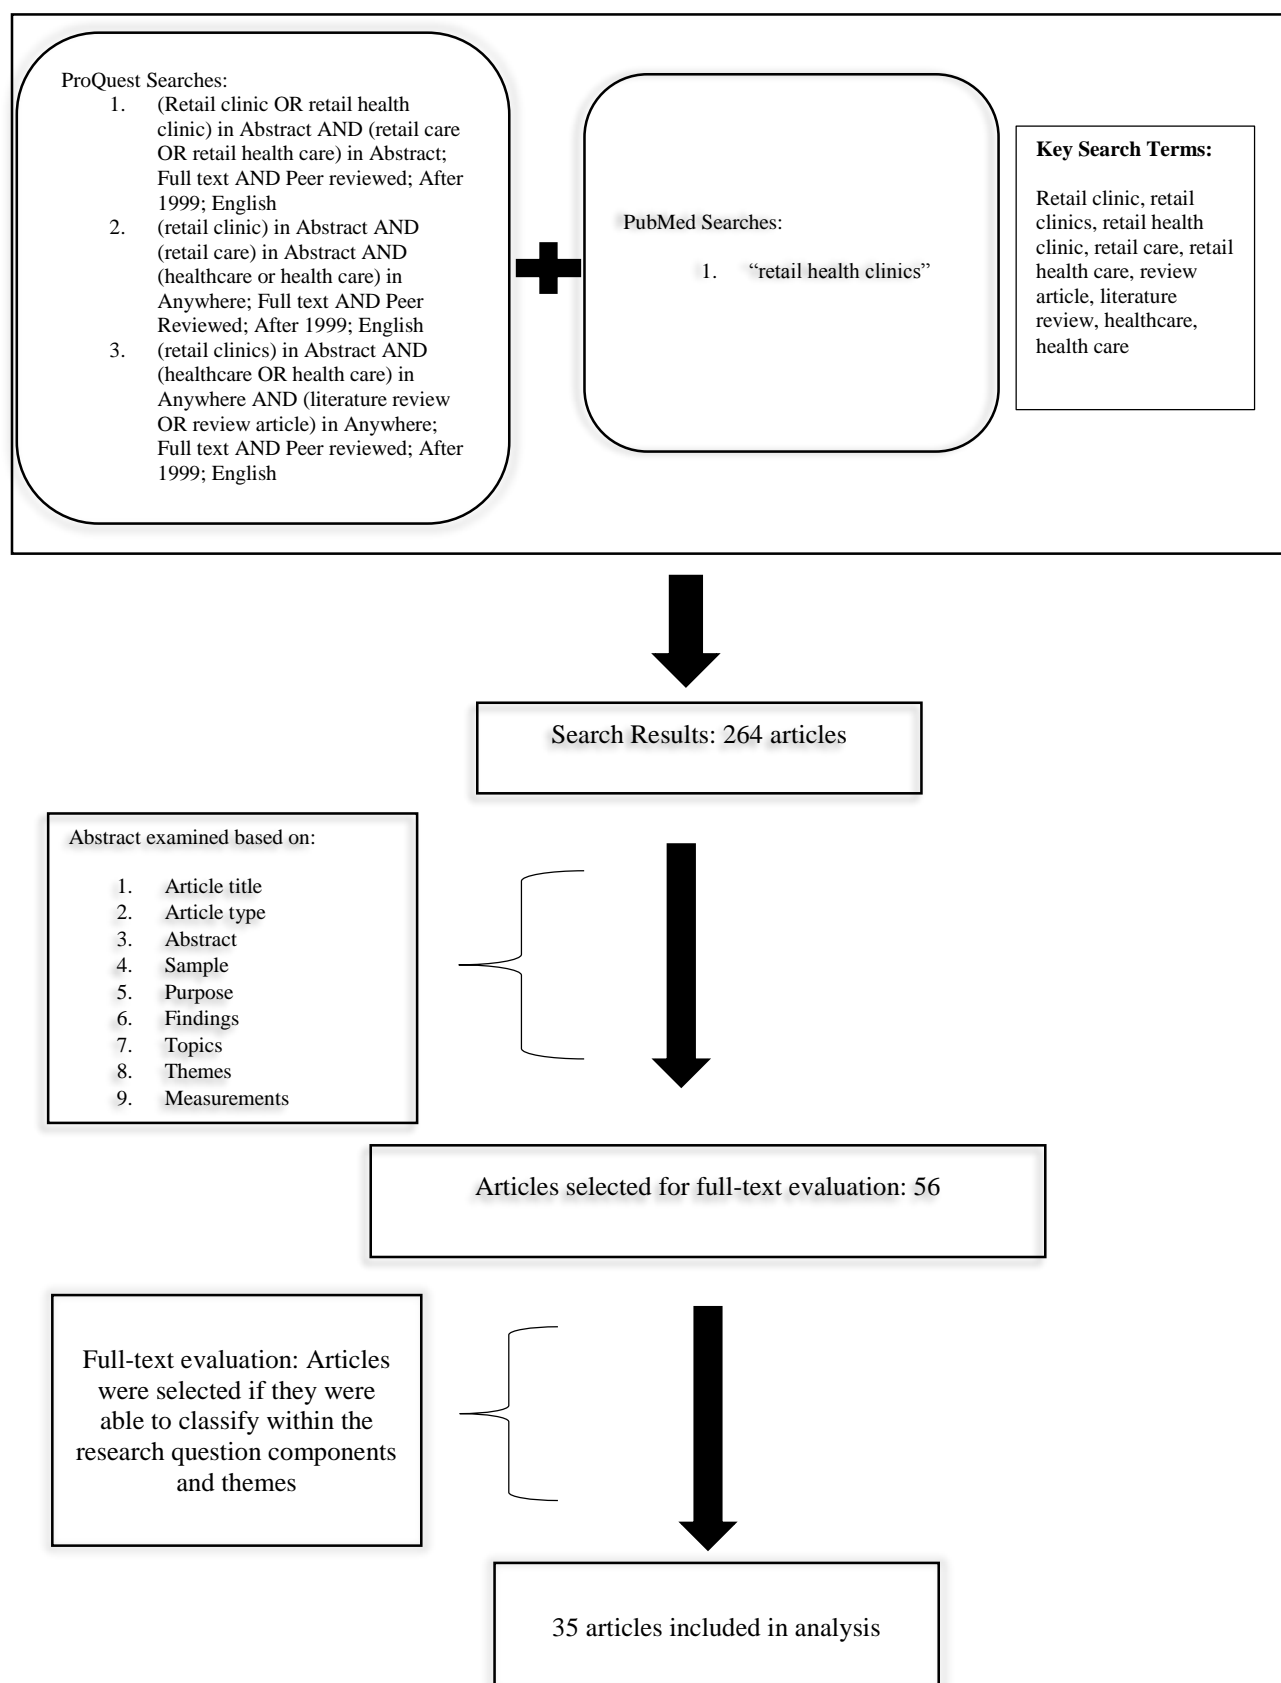 ProQuest Searches:
1. (Retail clinic OR retail health
clinic) in Abstract AND (retail care
OR retail health care) in Abstract;
Full text AND Peer reviewed; After
1999; English
2. (retail clinic) in Abstract AND
(retail care) in Abstract AND
(healthcare or health care) in
Anywhere; Full text AND Peer
Reviewed; After 1999; English
3. (retail clinics) in Abstract AND
(healthcare OR health care) in
Anywhere AND (literature review
OR review article) in Anywhere;
Full text AND Peer reviewed; After
1999; English
PubMed Searches:
1. “retail health clinics”
Key Search Terms:
Retail clinic, retail
clinics, retail health
clinic, retail care, retail
health care, review
article, literature
review, healthcare,
health care
Search Results: 264 articles
Abstract examined based on:
1. Article title
2. Article type
3. Abstract
4. Sample
5. Purpose
6. Findings
7. Topics
8. Themes
9. Measurements
Articles selected for full-text evaluation: 56
Full-text evaluation: Articles
were selected if they were
able to classify within the
research question components
and themes
35 articles included in analysis